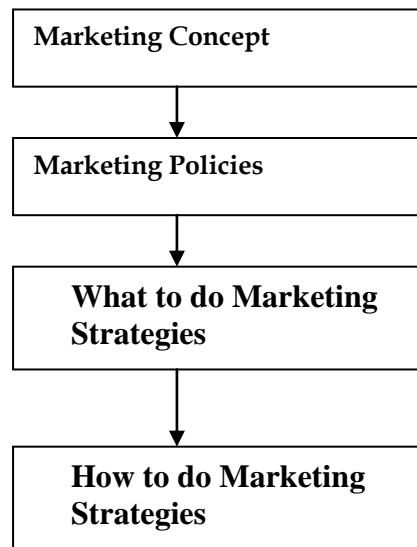 Marketing Concept
Marketing Policies
What to do Marketing
Strategies
How to do Marketing
Strategies